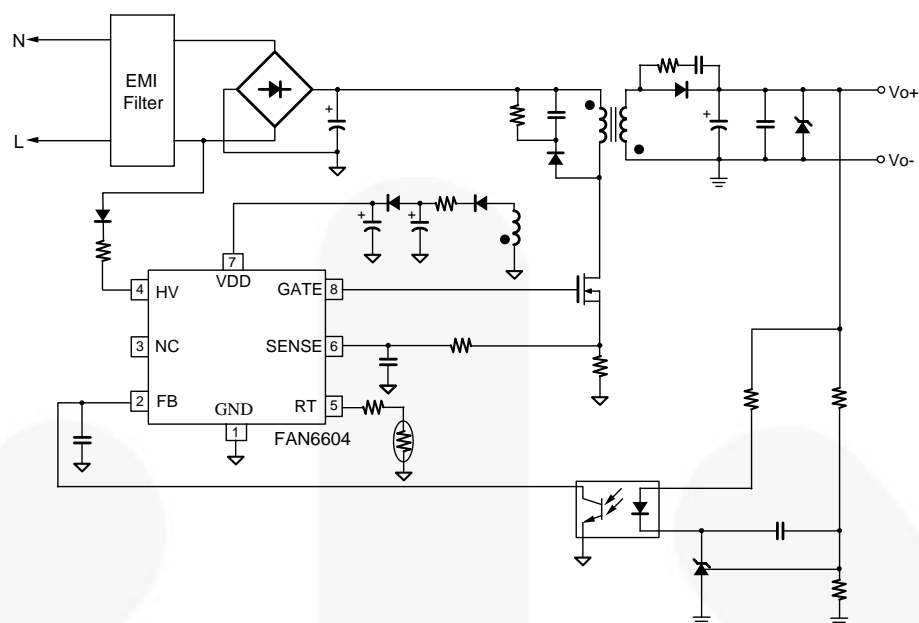 N
EMI
Filter
L
Vo+
Vo-
+
+
+
+
7
VDD
4 HV
GATE 8
3 NC
SENSE 6
2 FB
GND
RT 5
1
FAN6604